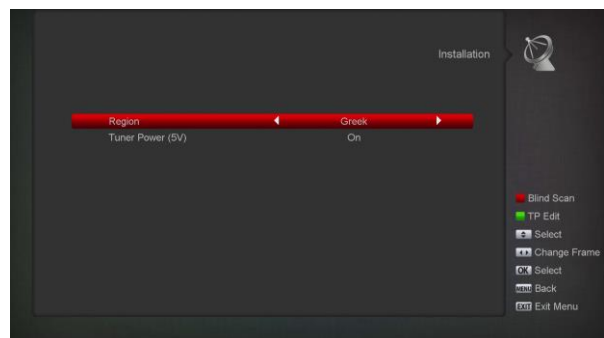 Installation
Region Greek
Tuner Power (5V) On
Blind Scan
TP Edit
Select
Change Frame
OK Select
MENU Back
EXIT Exit Menu